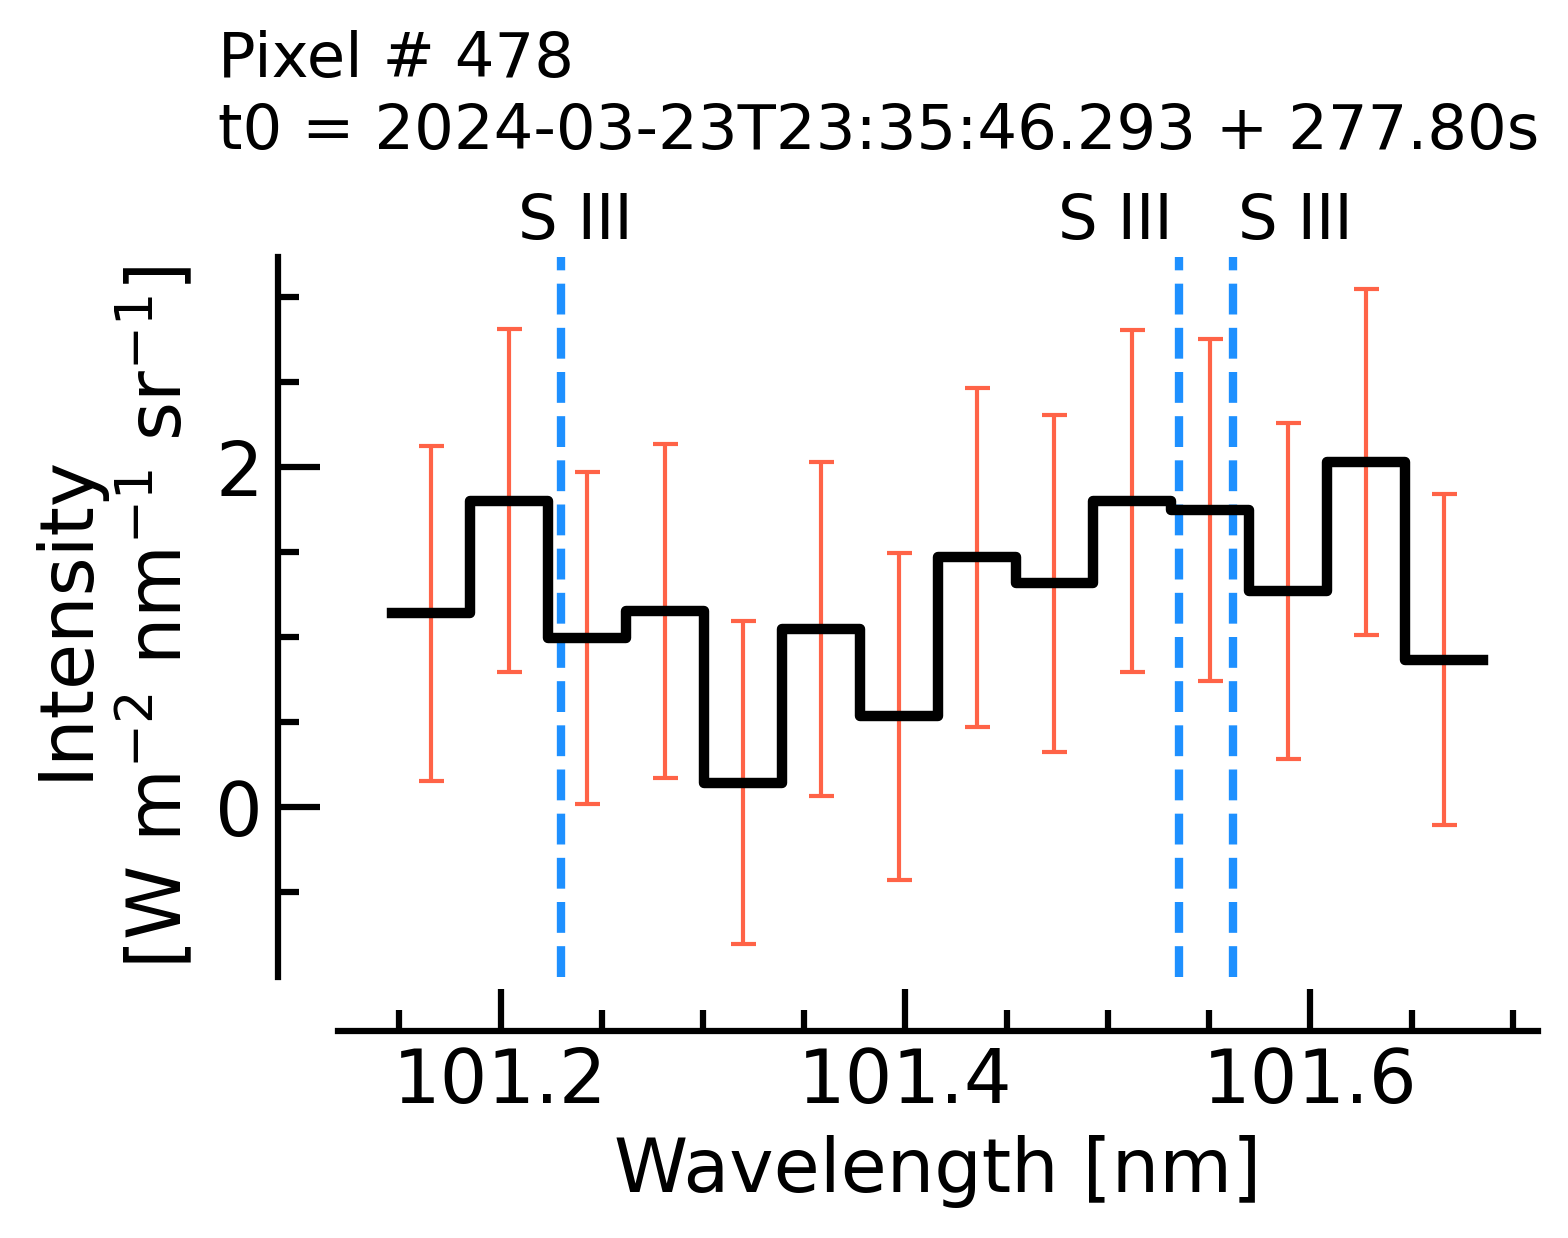 Pixel # 478
t0 = 2024-03-23T23:35:46.293 + 277.80s
S III S III S III
Intensity
[W m⁻² nm⁻¹ sr⁻¹]
2
0
101.2 101.4 101.6
Wavelength [nm]